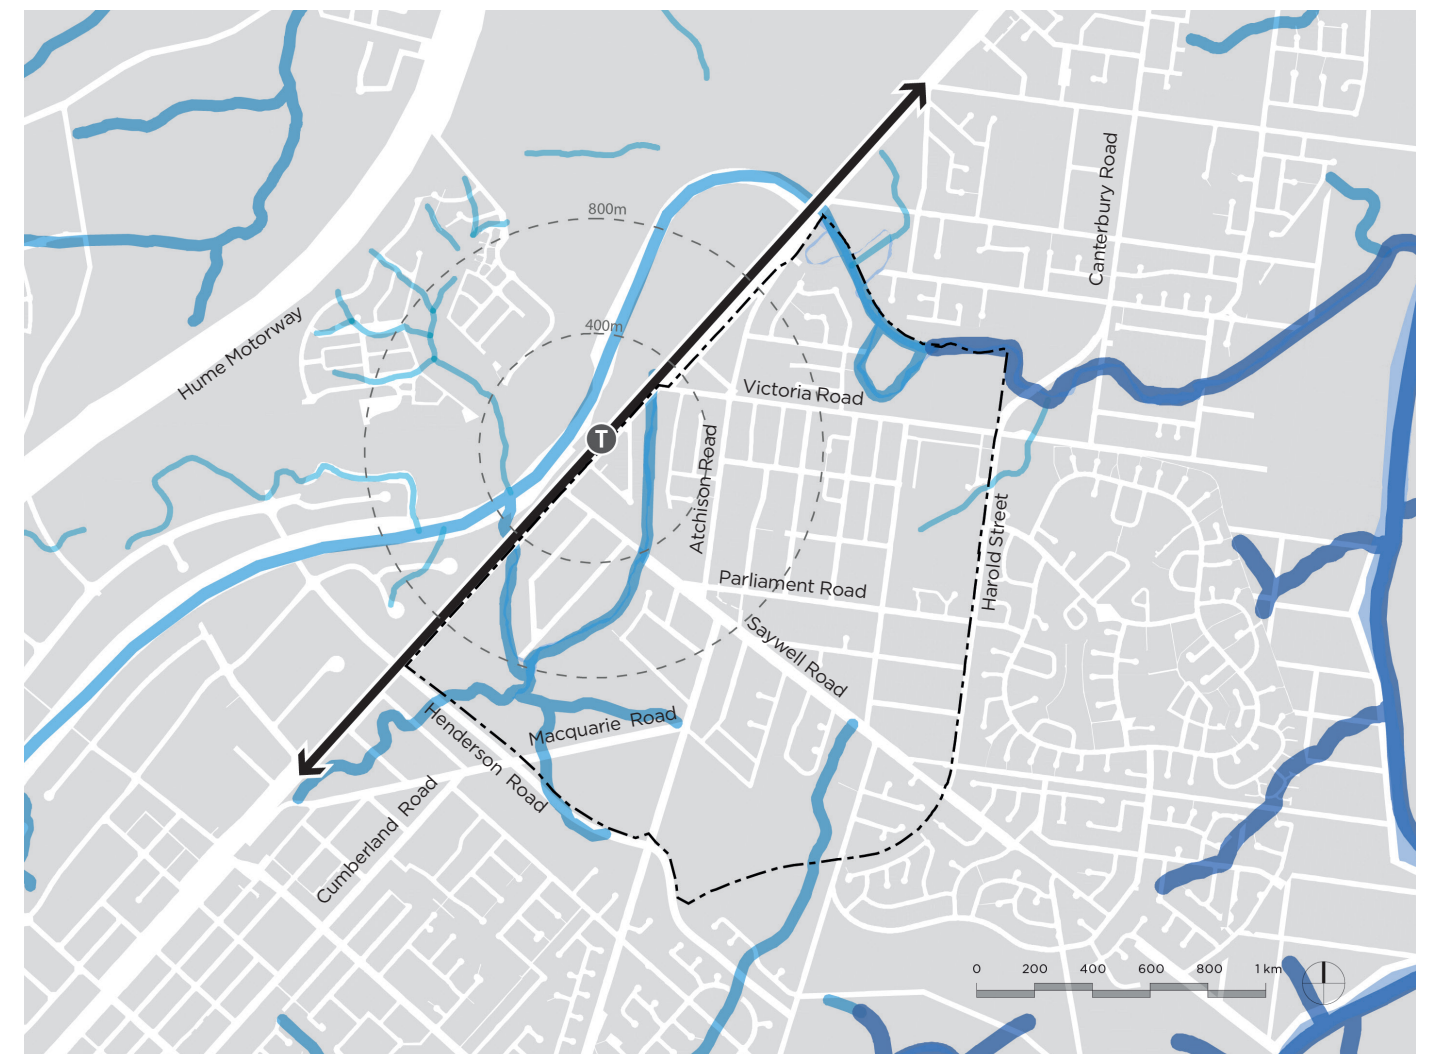 Canterbury Road
800m
Hume Motorway
400m
Victoria Road
T
Atchison Road
Harold Street
Parliament Road
Saywell Road
Macquarie Road
Henderson Road
Cumberland Road
0 200 400 600 800 1 km